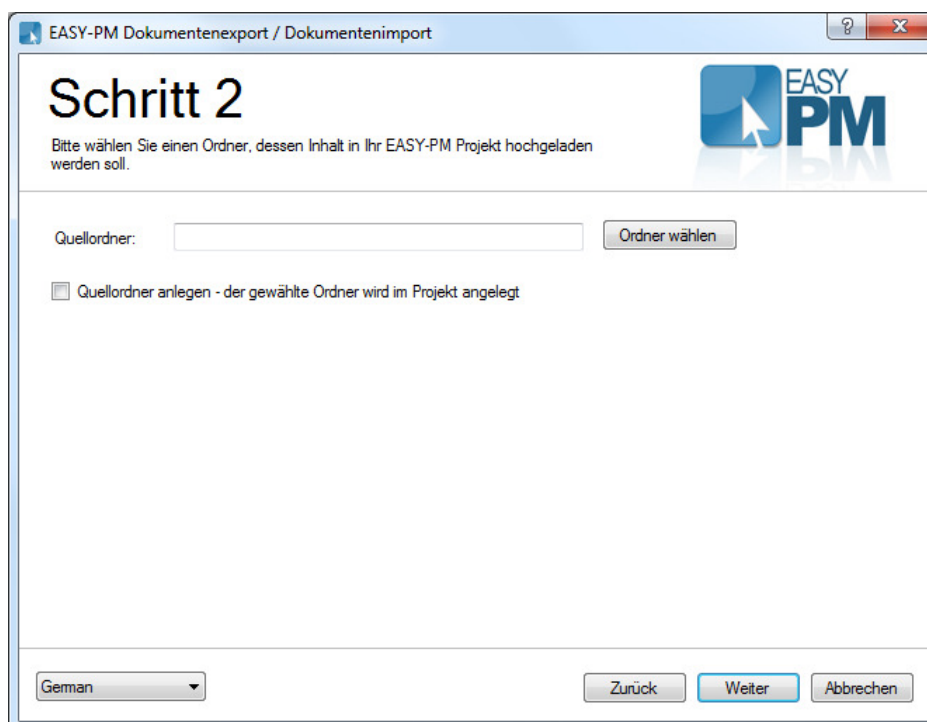 EASY-PM Dokumentenexport / Dokumentenimport
Schritt 2
EASY
PM
Bitte wählen Sie einen Ordner, dessen Inhalt in Ihr EASY-PM Projekt hochgeladen
werden soll.
Quellordner:
Ordner wählen
Quellordner anlegen - der gewählte Ordner wird im Projekt angelegt
German
Zurück
Weiter
Abbrechen